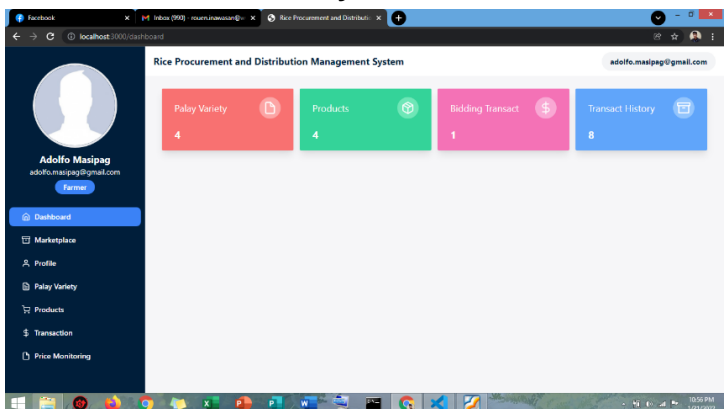 Facebook
M Inbox (990) - rouen.inawasan@
Rice Procurement and Distributi
localhost:3000/dashboard
Rice Procurement and Distribution Management System
adolfo.masipag@gmail.com
Palay Variety
4
Products
4
Bidding Transact
1
Transact History
8
Adolfo Masipag
adolfo.masipag@gmail.com
Farmer
Dashboard
Marketplace
Profile
Palay Variety
Products
Transaction
Price Monitoring
10:56 PM